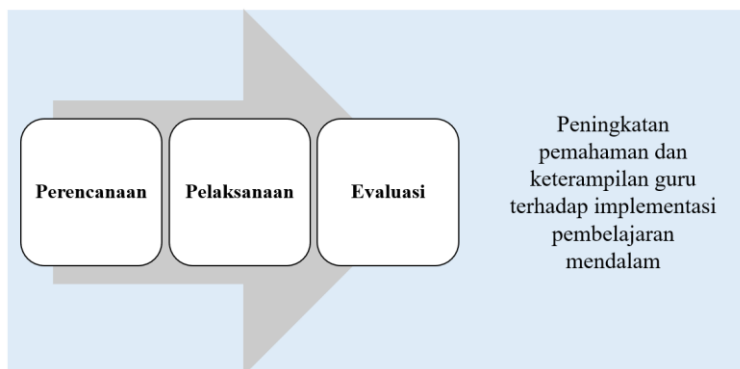 Perencanaan
Pelaksanaan
Evaluasi
Peningkatan
pemahaman dan
keterampilan guru
terhadap implementasi
pembelajaran
mendalam